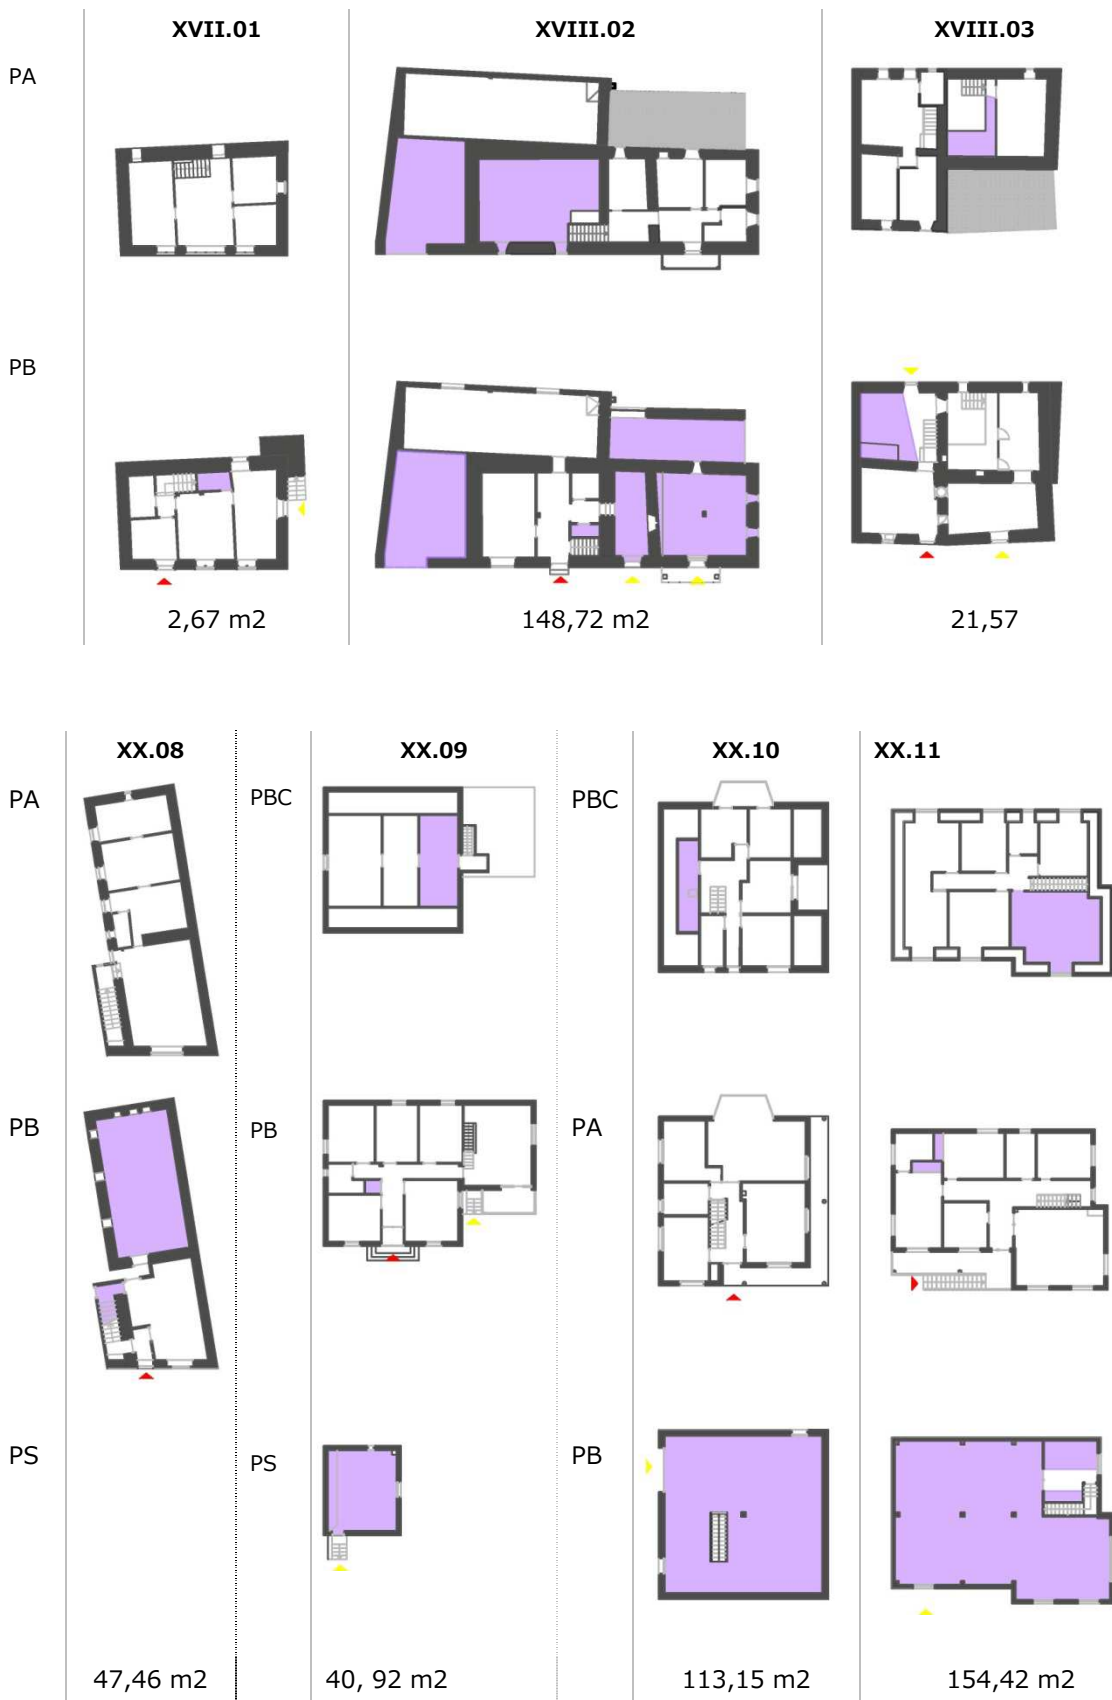 XVII.01 XVIII.02 XVIII.03
PA
PB
2,67 m2 148,72 m2 21,57
XX.08 XX.09 XX.10 XX.11
PA PBC PBC
PB PB PA
PS PS PB
47,46 m2 40, 92 m2 113,15 m2 154,42 m2